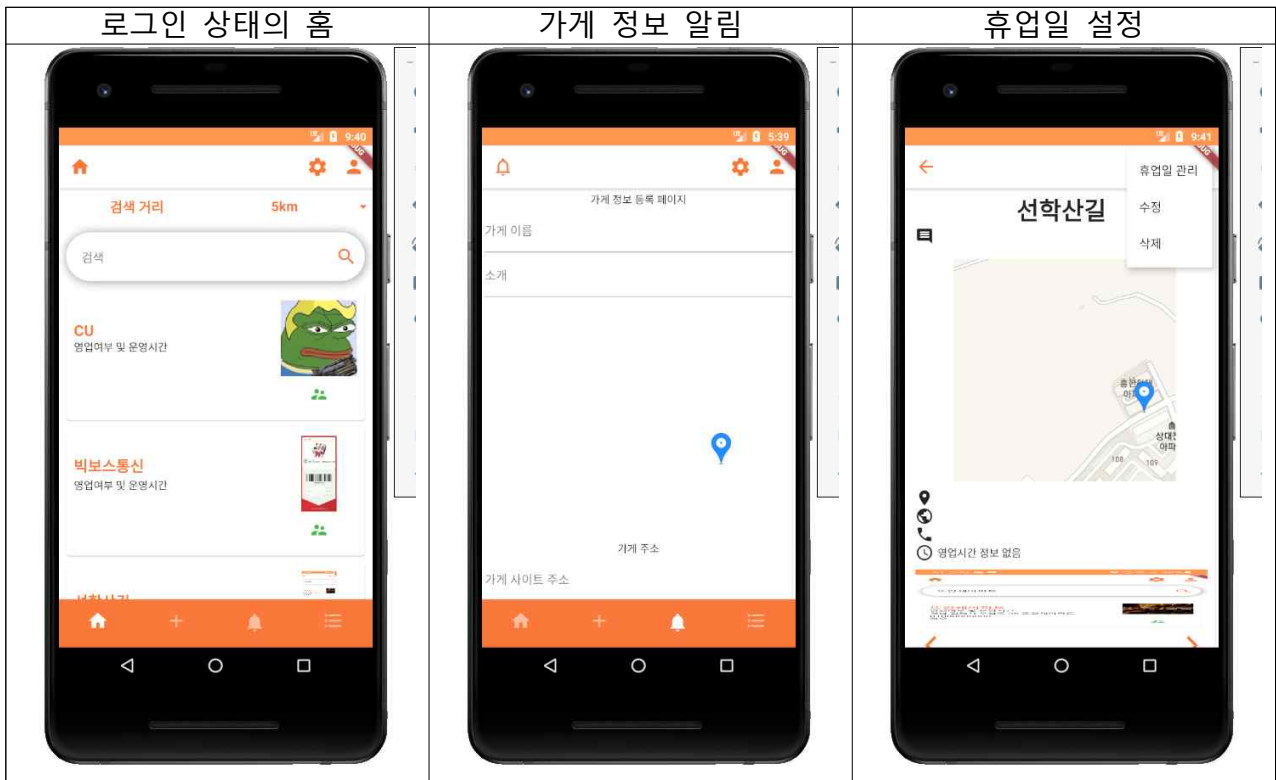 로그인 상태의 홈
가게 정보 알림
휴업일 설정
9:40
검색 거리
5km
검색
CU
영업여부 및 운영시간
빅보스통신
영업여부 및 운영시간
5:39
가게 정보 등록 페이지
가게 이름
소개
가게 주소
가게 사이트 주소
9:41
휴업일 관리
수정
삭제
선학산길
아파
108
109
영업시간 정보 없음